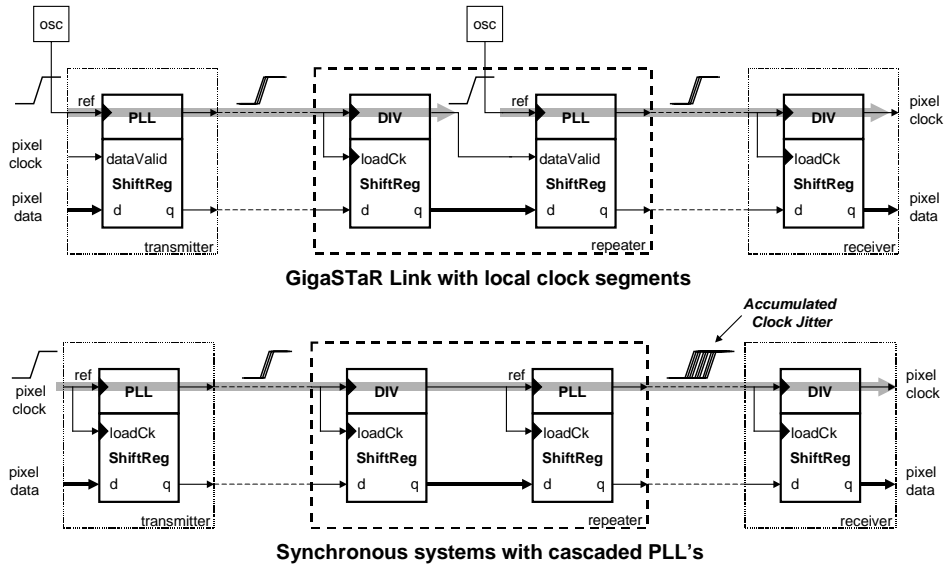 osc
osc
ref
PLL
DIV
ref
PLL
DIV
pixel
clock
pixel
clock
dataValid
loadCk
dataValid
loadCk
ShiftReg
ShiftReg
ShiftReg
ShiftReg
pixel
data
d q
d q
d q
d q
pixel
data
transmitter
repeater
receiver
GigaSTaR Link with local clock segments
Accumulated
Clock Jitter
pixel
clock
ref
PLL
DIV
ref
PLL
DIV
pixel
clock
loadCk
loadCk
loadCk
loadCk
ShiftReg
ShiftReg
ShiftReg
ShiftReg
pixel
data
d q
d q
d q
d q
pixel
data
transmitter
repeater
receiver
Synchronous systems with cascaded PLL's